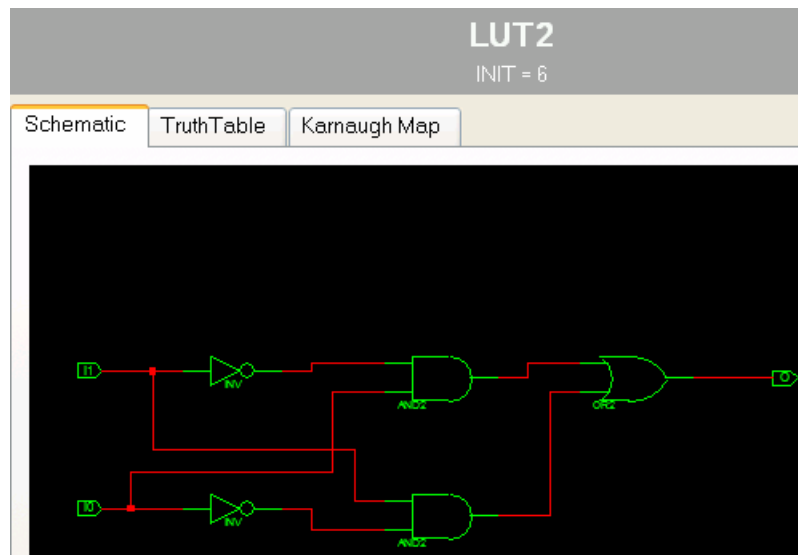 LUT2
INIT = 6
Schematic TruthTable Karnaugh Map
I1
INV
AND2
OR2
O
I0
INV
AND2